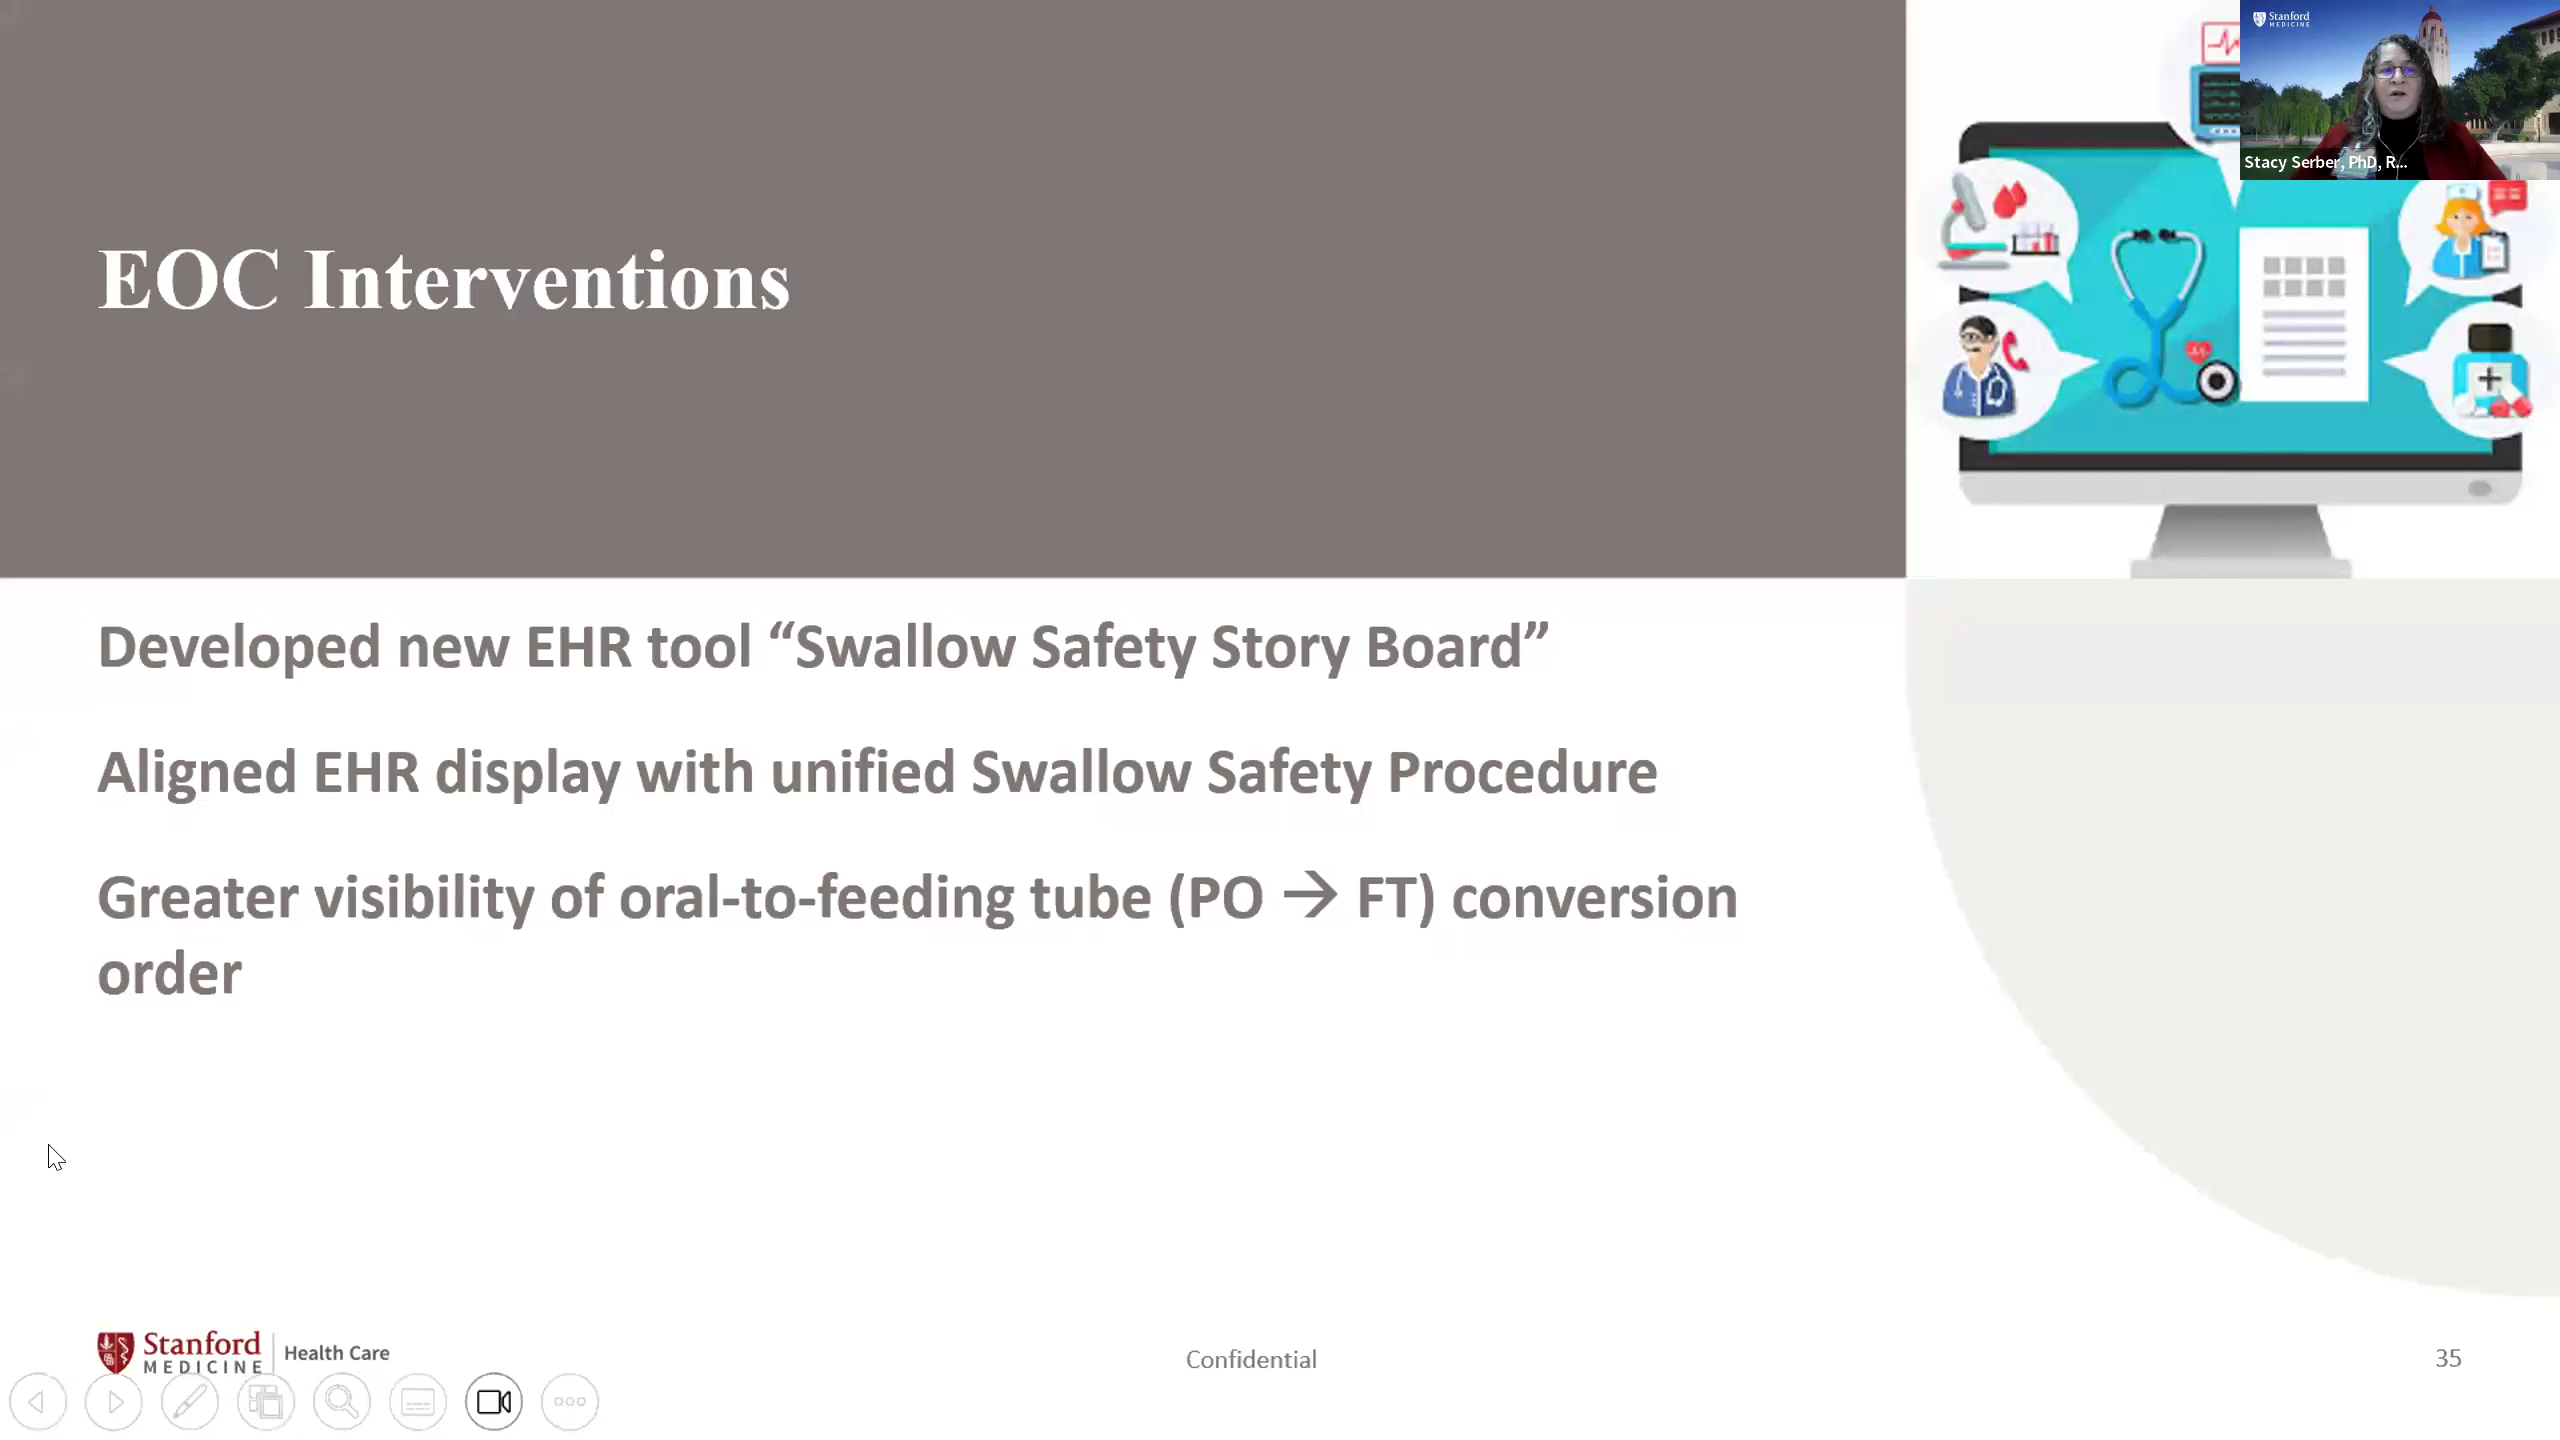 Stanford
MEDICINE
Stacy Serber, PhD, R...
EOC Interventions
Developed new EHR tool “Swallow Safety Story Board”
Aligned EHR display with unified Swallow Safety Procedure
Greater visibility of oral-to-feeding tube (PO → FT) conversion
order
Stanford
MEDICINE
Health Care
Confidential
35